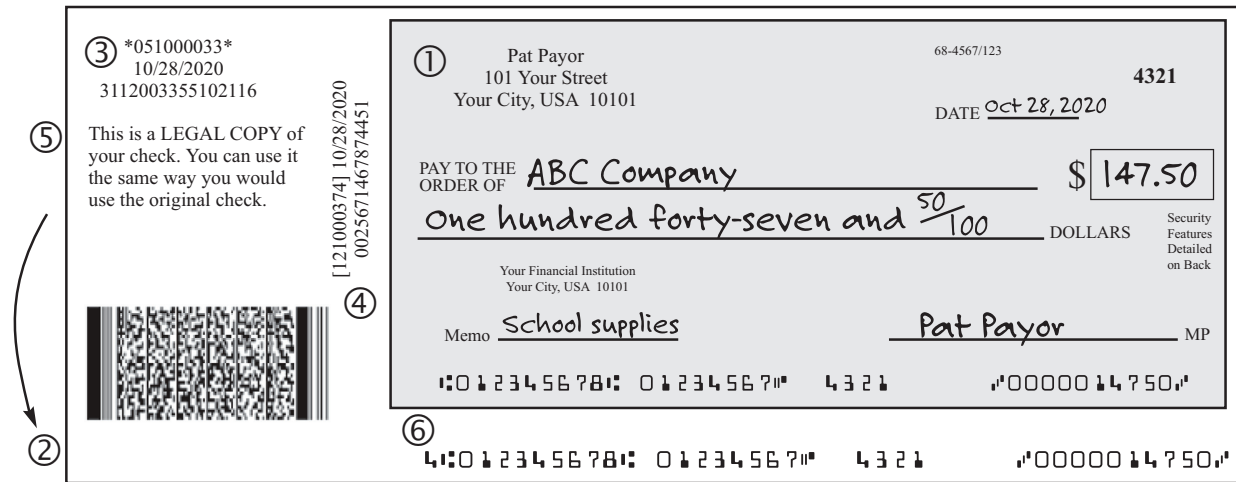 ③ *051000033*
10/28/2020
3112003355102116
⑤ This is a LEGAL COPY of
your check. You can use it
the same way you would
use the original check.
[121000374] 10/28/2020
00256714678744​51
④
②
① Pat Payor
101 Your Street
Your City, USA 10101
68-4567/123
4321
DATE Oct 28, 2020
PAY TO THE
ORDER OF ABC Company $ 147.50
One hundred forty-seven and 50/100 DOLLARS
Security
Features
Detailed
on Back
Your Financial Institution
Your City, USA 10101
Memo School supplies Pat Payor MP
⑆012345678⑆ 01234567⑈ 4321 ⑇0000014750⑇
⑥
4⑆012345678⑆ 01234567⑈ 4321 ⑇0000014750⑇